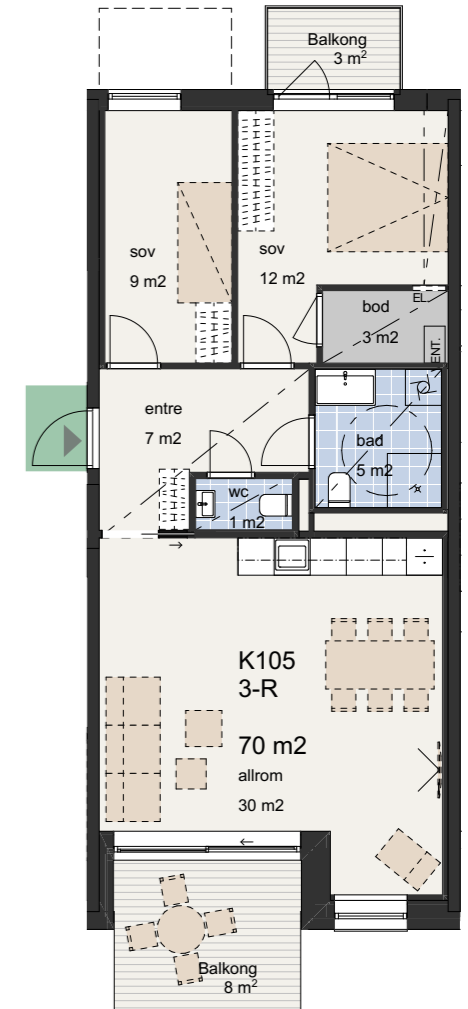 Balkong
3 m²
sov
9 m2
sov
12 m2
EL.
bod
3 m2
VENT.
entre
7 m2
bad
5 m2
wc
1 m2
K105
3-R
70 m2
allrom
30 m2
Balkong
8 m²